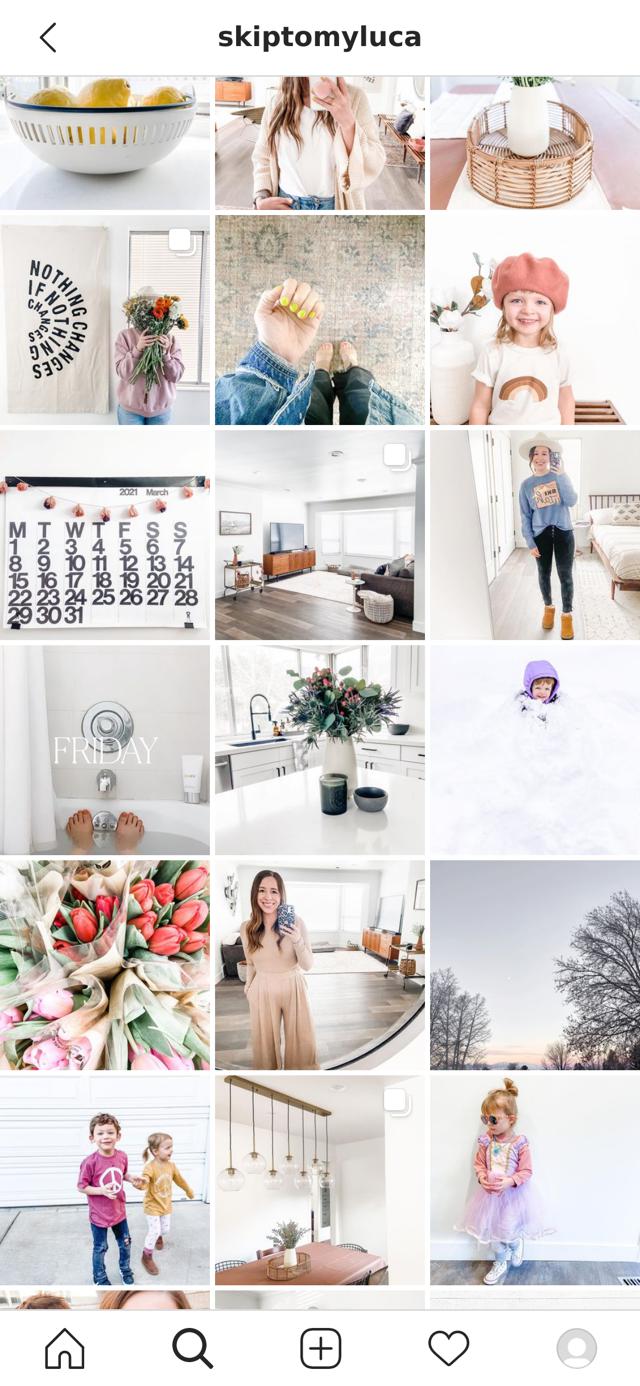 skiptomyluca
NOTHING CHANGES
IF NOTHING
CHANGES
2021 March
M T W T F S S
1 2 3 4 5 6 7
8 9 10 11 12 13 14
15 16 17 18 19 20 21
22 23 24 25 26 27 28
29 30 31
FRIDAY